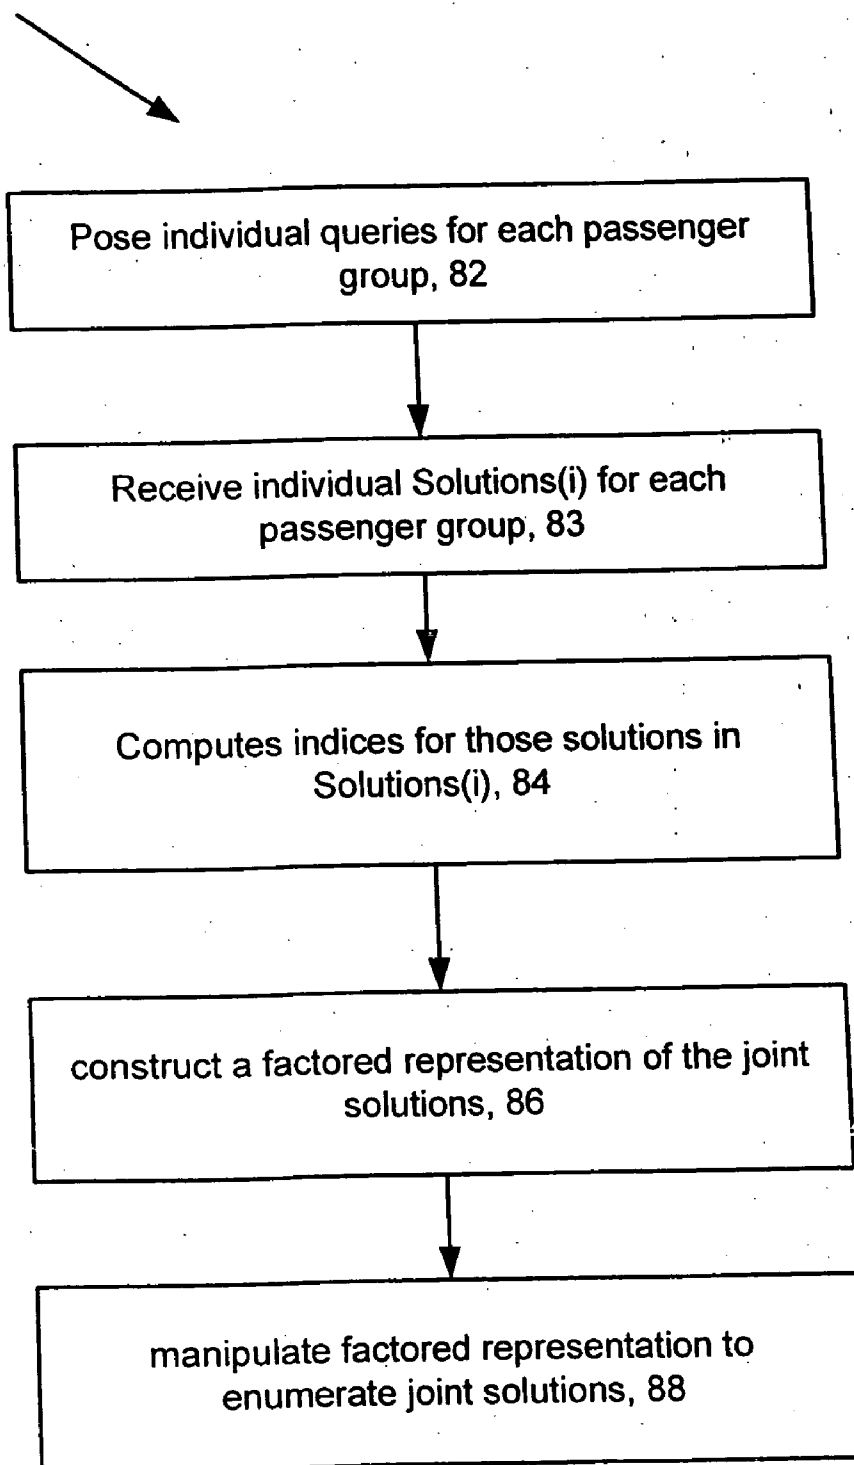 Pose individual queries for each passenger
group, 82
Receive individual Solutions(i) for each
passenger group, 83
Computes indices for those solutions in
Solutions(i), 84
construct a factored representation of the joint
solutions, 86
manipulate factored representation to
enumerate joint solutions, 88